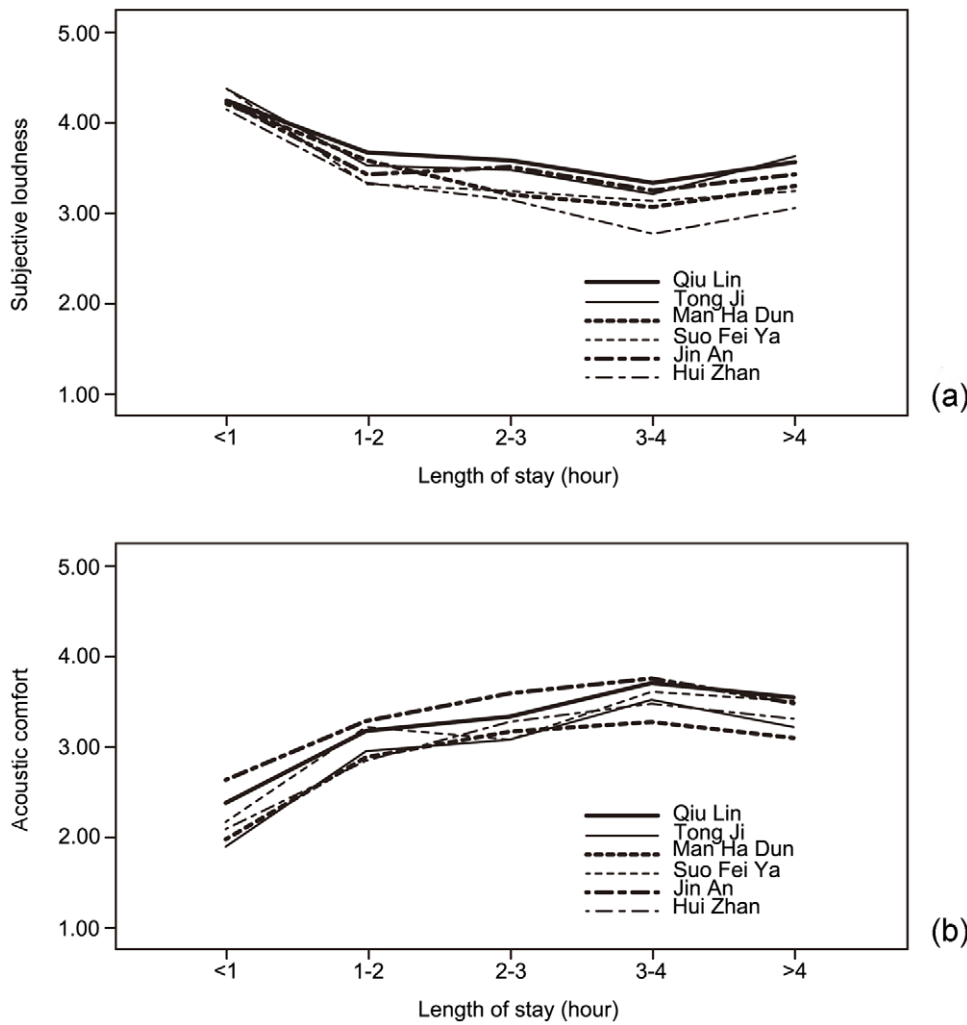 5.00
4.00
3.00
2.00
1.00
Subjective loudness
Qiu Lin
Tong Ji
Man Ha Dun
Suo Fei Ya
Jin An
Hui Zhan
<1 1-2 2-3 3-4 >4
Length of stay (hour)
(a)
5.00
4.00
3.00
2.00
1.00
Acoustic comfort
Qiu Lin
Tong Ji
Man Ha Dun
Suo Fei Ya
Jin An
Hui Zhan
<1 1-2 2-3 3-4 >4
Length of stay (hour)
(b)